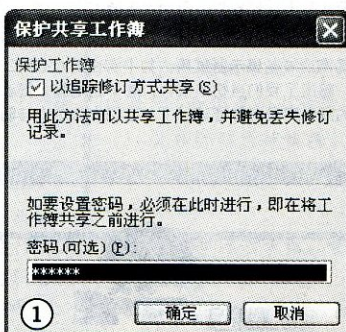 保护共享工作簿
保护工作簿
以追踪修订方式共享(S)
用此方法可以共享工作簿，并避免丢失修订
记录。
如要设置密码，必须在此时进行，即在将工
作簿共享之前进行。
密码(可选)(P):
******
① 确定 取消